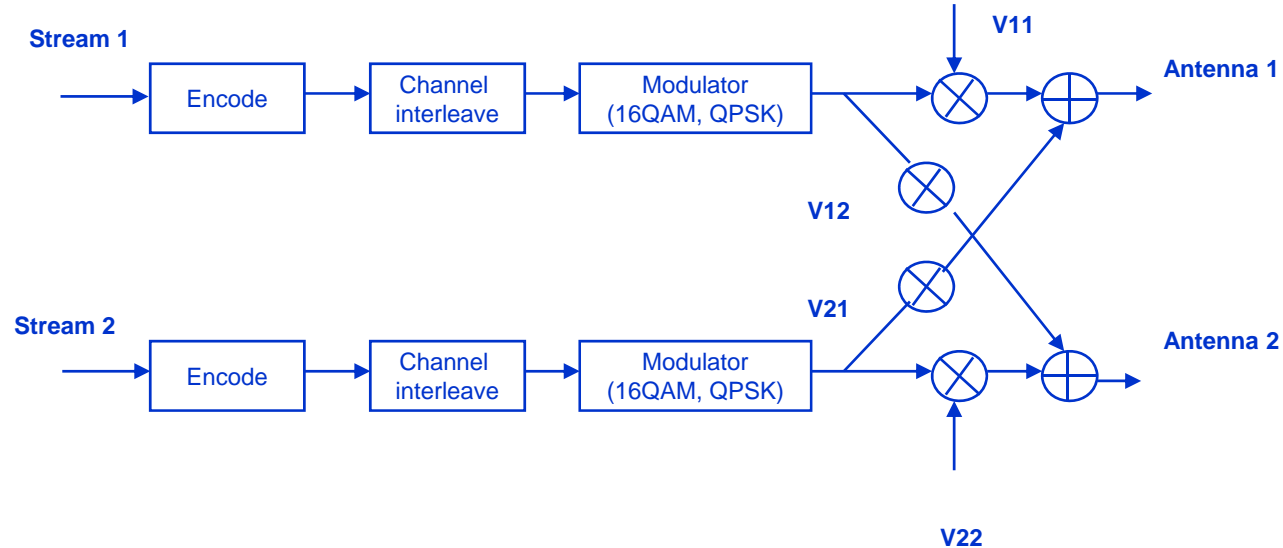 V11
Stream 1
Antenna 1
Encode
Channel
interleave
Modulator
(16QAM, QPSK)
V12
V21
Stream 2
Antenna 2
Encode
Channel
interleave
Modulator
(16QAM, QPSK)
V22